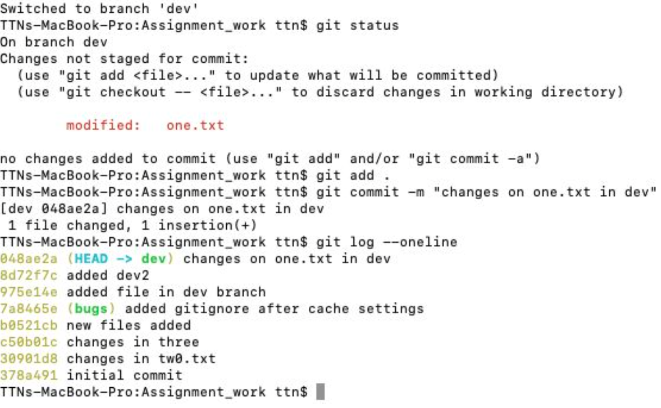 Switched to branch 'dev'
TTNs-MacBook-Pro:Assignment_work ttn$ git status
On branch dev
Changes not staged for commit:
  (use "git add <file>..." to update what will be committed)
  (use "git checkout -- <file>..." to discard changes in working directory)
        modified:   one.txt
no changes added to commit (use "git add" and/or "git commit -a")
TTNs-MacBook-Pro:Assignment_work ttn$ git add .
TTNs-MacBook-Pro:Assignment_work ttn$ git commit -m "changes on one.txt in dev"
[dev 048ae2a] changes on one.txt in dev
 1 file changed, 1 insertion(+)
TTNs-MacBook-Pro:Assignment_work ttn$ git log --oneline
048ae2a (HEAD -> dev) changes on one.txt in dev
8d72f7c added dev2
975e14e added file in dev branch
7a8465e (bugs) added gitignore after cache settings
b0521cb new files added
c50b01c changes in three
30901d8 changes in tw0.txt
378a491 initial commit
TTNs-MacBook-Pro:Assignment_work ttn$